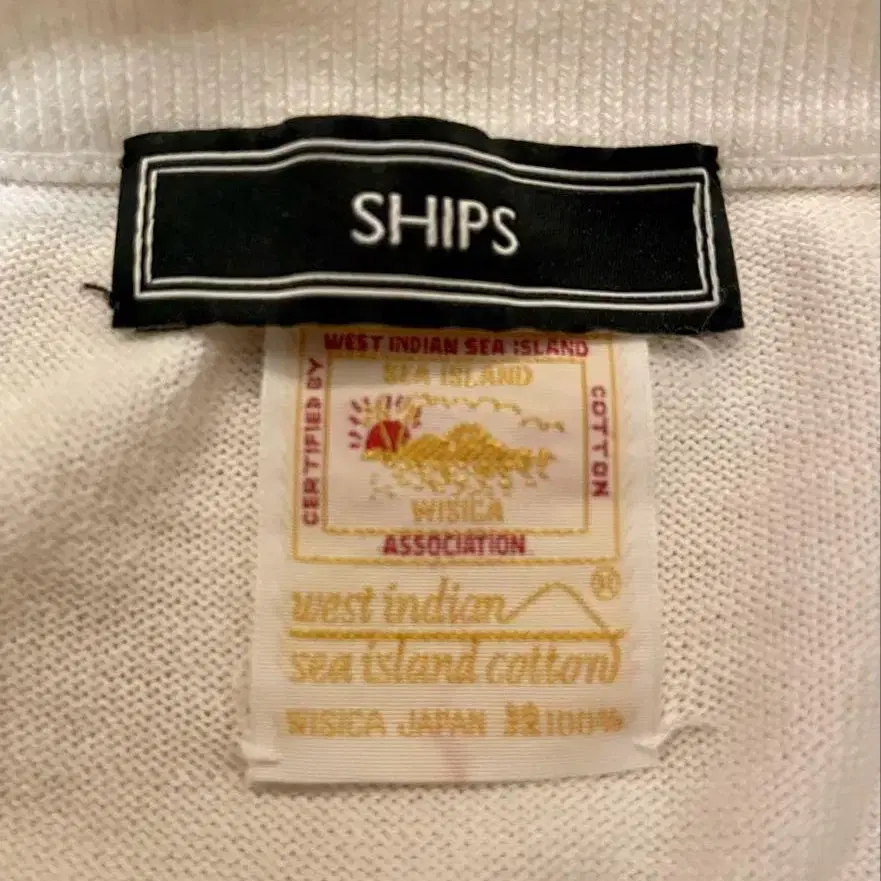 SHIPS
WEST INDIAN SEA ISLAND
CERTIFIED BY
SEA ISLAND
COTTON
WISICA
ASSOCIATION
west indian ®
sea island cotton
WISICA JAPAN 綿100%